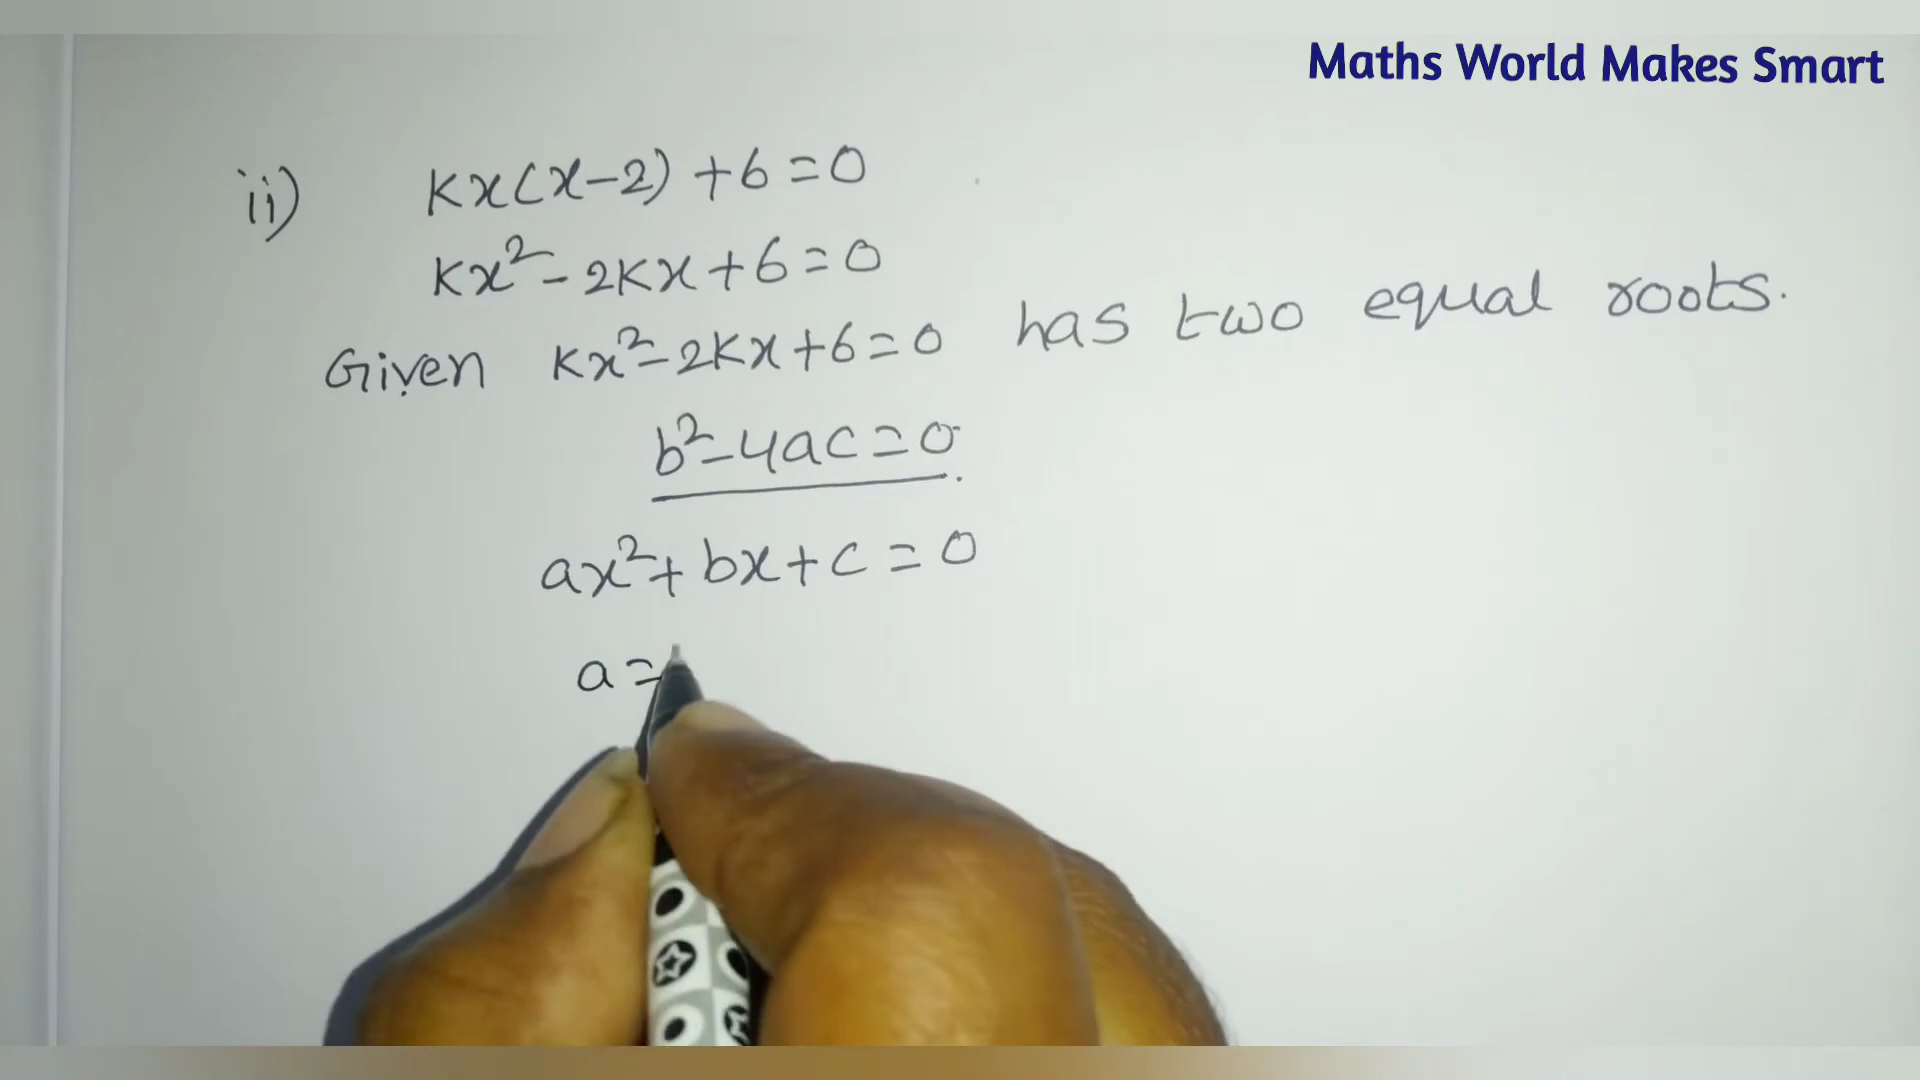 Maths World Makes Smart
ii) Kx(x-2)+6=0
Kx²-2Kx+6=0
Given Kx²-2Kx+6=0 has two equal roots.
b²-4ac=0.
ax²+bx+c=0
a=